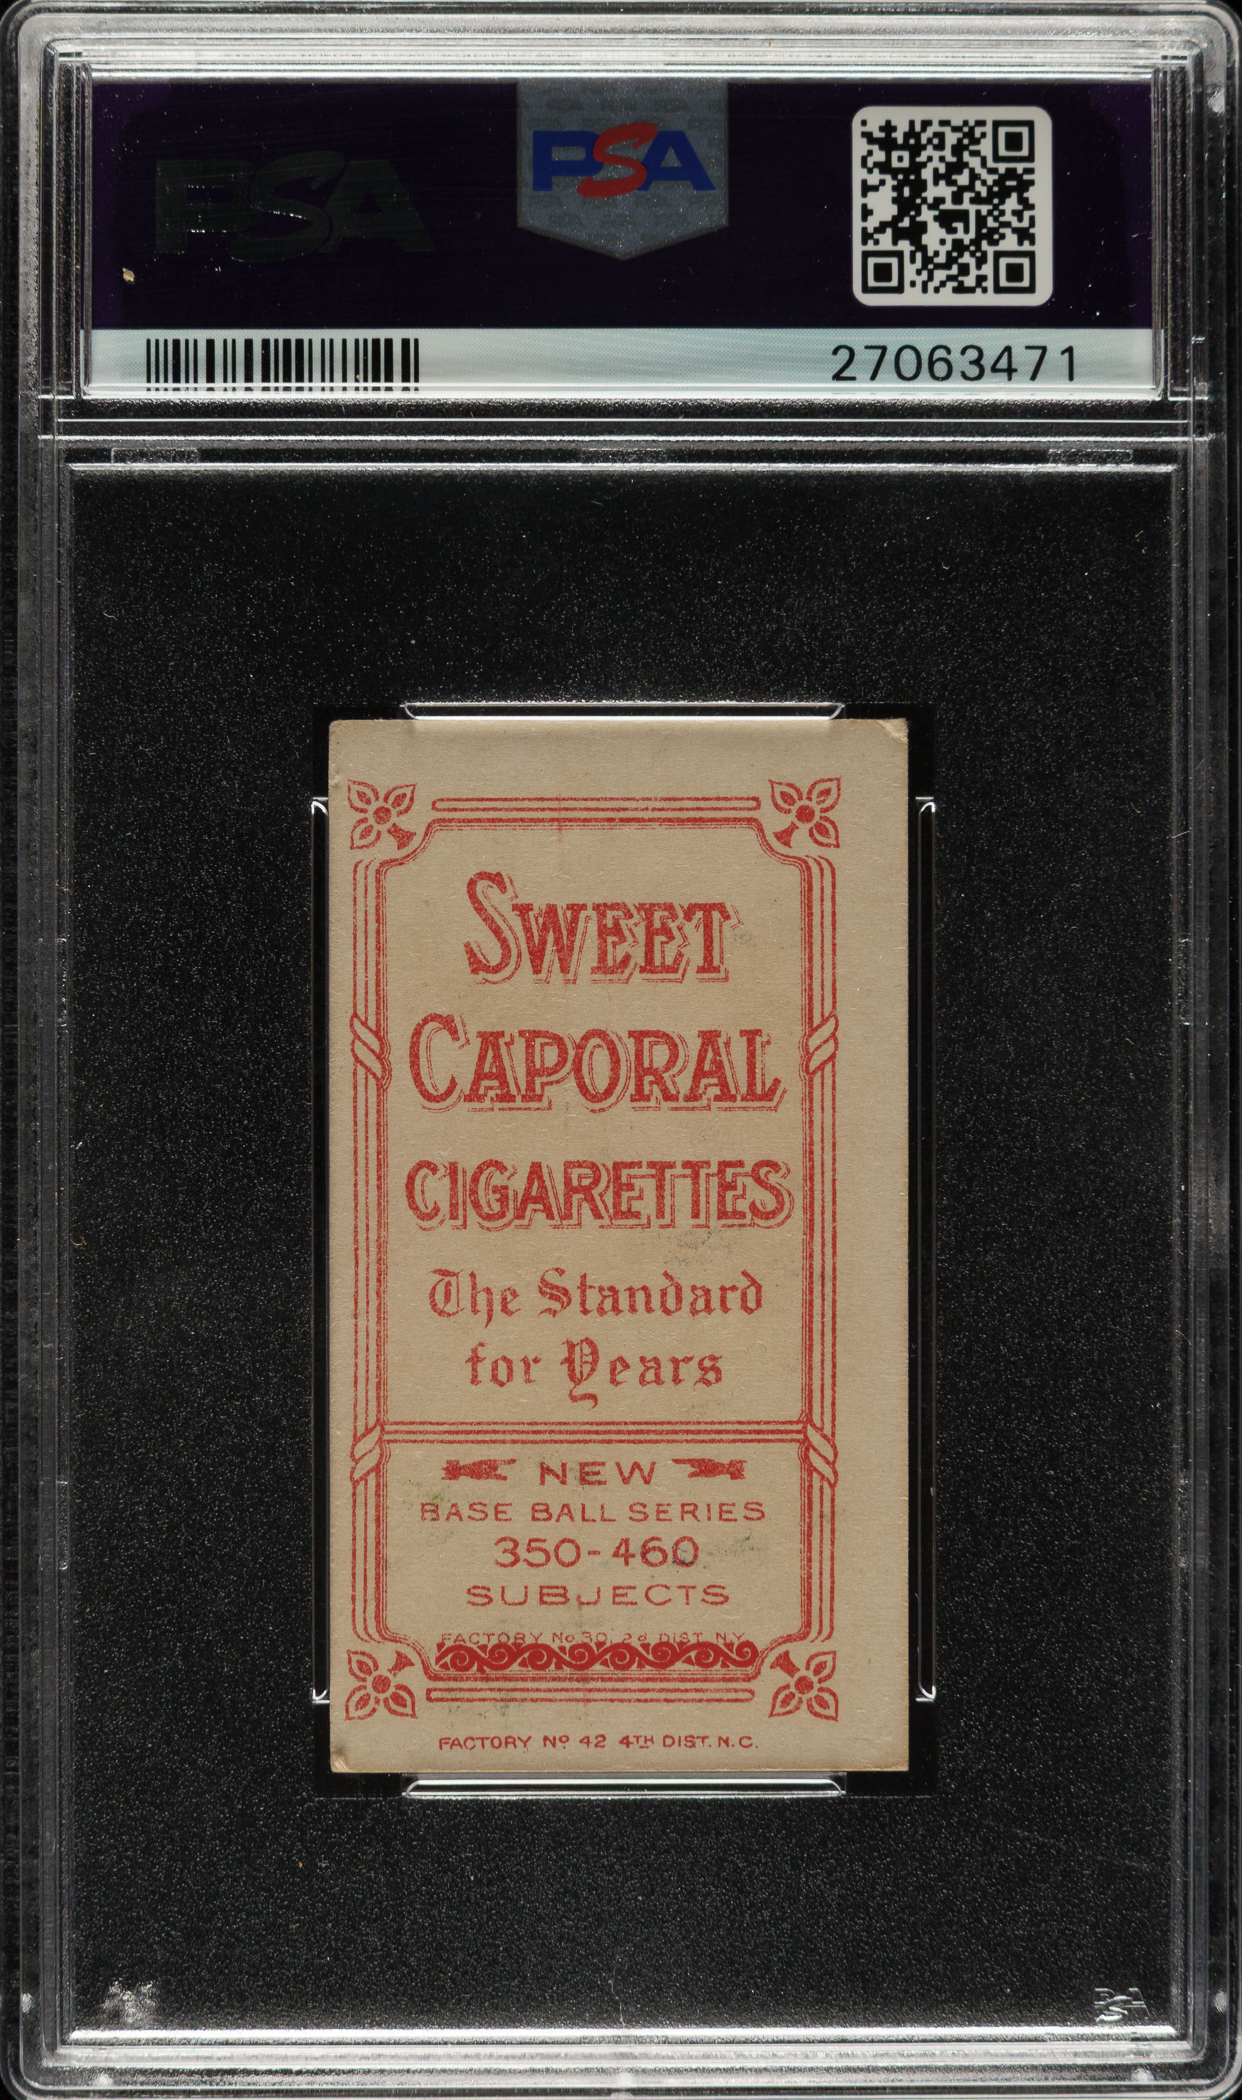 PSA
PSA
27063471
SWEET
CAPORAL
CIGARETTES
The Standard
for Years
NEW
BASE BALL SERIES
350-460
SUBJECTS
FACTORY No 30, 2d DIST. N.Y.
FACTORY Nº 42 4TH DIST. N.C.
PSA